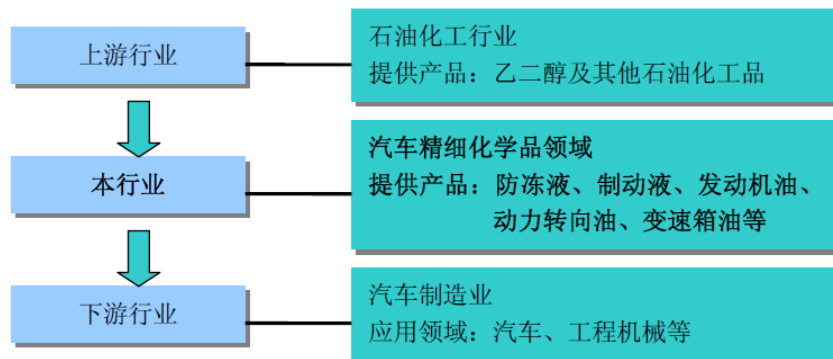 上游行业
石油化工行业
提供产品：乙二醇及其他石油化工品
本行业
汽车精细化学品领域
提供产品：防冻液、制动液、发动机油、
动力转向油、变速箱油等
下游行业
汽车制造业
应用领域：汽车、工程机械等